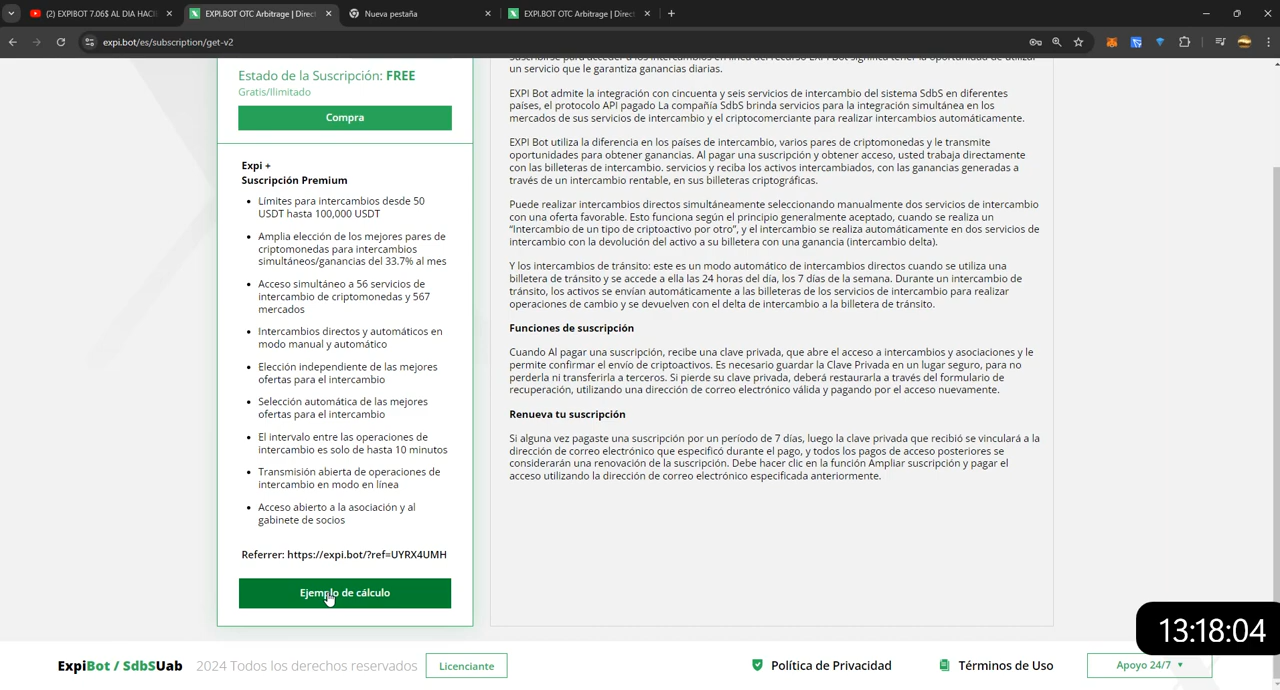 (2) EXPIBOT 7.06$ AL DIA HACIE
EXPI.BOT OTC Arbitrage | Direct
Nueva pestaña
EXPI.BOT OTC Arbitrage | Direct
expi.bot/es/subscription/get-v2
Estado de la Suscripción: FREE
Gratis/Ilimitado
Compra
Expi +
Suscripción Premium
Límites para intercambios desde 50
USDT hasta 100,000 USDT
Amplia elección de los mejores pares de
criptomonedas para intercambios
simultáneos/ganancias del 33.7% al mes
Acceso simultáneo a 56 servicios de
intercambio de criptomonedas y 567
mercados
Intercambios directos y automáticos en
modo manual y automático
Elección independiente de las mejores
ofertas para el intercambio
Selección automática de las mejores
ofertas para el intercambio
El intervalo entre las operaciones de
intercambio es solo de hasta 10 minutos
Transmisión abierta de operaciones de
intercambio en modo en línea
Acceso abierto a la asociación y al
gabinete de socios
Referrer: https://expi.bot/?ref=UYRX4UMH
Ejemplo de cálculo
Suscribirse para acceder a los intercambios en línea del recurso EXPI Bot significa tener la oportunidad de utilizar
un servicio que le garantiza ganancias diarias.
EXPI Bot admite la integración con cincuenta y seis servicios de intercambio del sistema SdbS en diferentes
países, el protocolo API pagado La compañía SdbS brinda servicios para la integración simultánea en los
mercados de sus servicios de intercambio y el criptocomerciante para realizar intercambios automáticamente.
EXPI Bot utiliza la diferencia en los países de intercambio, varios pares de criptomonedas y le transmite
oportunidades para obtener ganancias. Al pagar una suscripción y obtener acceso, usted trabaja directamente
con las billeteras de intercambio. servicios y reciba los activos intercambiados, con las ganancias generadas a
través de un intercambio rentable, en sus billeteras criptográficas.
Puede realizar intercambios directos simultáneamente seleccionando manualmente dos servicios de intercambio
con una oferta favorable. Esto funciona según el principio generalmente aceptado, cuando se realiza un
“Intercambio de un tipo de criptoactivo por otro”, y el intercambio se realiza automáticamente en dos servicios de
intercambio con la devolución del activo a su billetera con una ganancia (intercambio delta).
Y los intercambios de tránsito: este es un modo automático de intercambios directos cuando se utiliza una
billetera de tránsito y se accede a ella las 24 horas del día, los 7 días de la semana. Durante un intercambio de
tránsito, los activos se envían automáticamente a las billeteras de los servicios de intercambio para realizar
operaciones de cambio y se devuelven con el delta de intercambio a la billetera de tránsito.
Funciones de suscripción
Cuando Al pagar una suscripción, recibe una clave privada, que abre el acceso a intercambios y asociaciones y le
permite confirmar el envío de criptoactivos. Es necesario guardar la Clave Privada en un lugar seguro, para no
perderla ni transferirla a terceros. Si pierde su clave privada, deberá restaurarla a través del formulario de
recuperación, utilizando una dirección de correo electrónico válida y pagando por el acceso nuevamente.
Renueva tu suscripción
Si alguna vez pagaste una suscripción por un período de 7 días, luego la clave privada que recibió se vinculará a la
dirección de correo electrónico que especificó durante el pago, y todos los pagos de acceso posteriores se
considerarán una renovación de la suscripción. Debe hacer clic en la función Ampliar suscripción y pagar el
acceso utilizando la dirección de correo electrónico especificada anteriormente.
13:18:04
ExpiBot / SdbSUab
2024 Todos los derechos reservados
Licenciante
Política de Privacidad
Términos de Uso
Apoyo 24/7